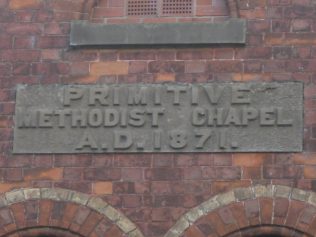 PRIMITIVE
METHODIST CHAPEL
A.D. 1871.